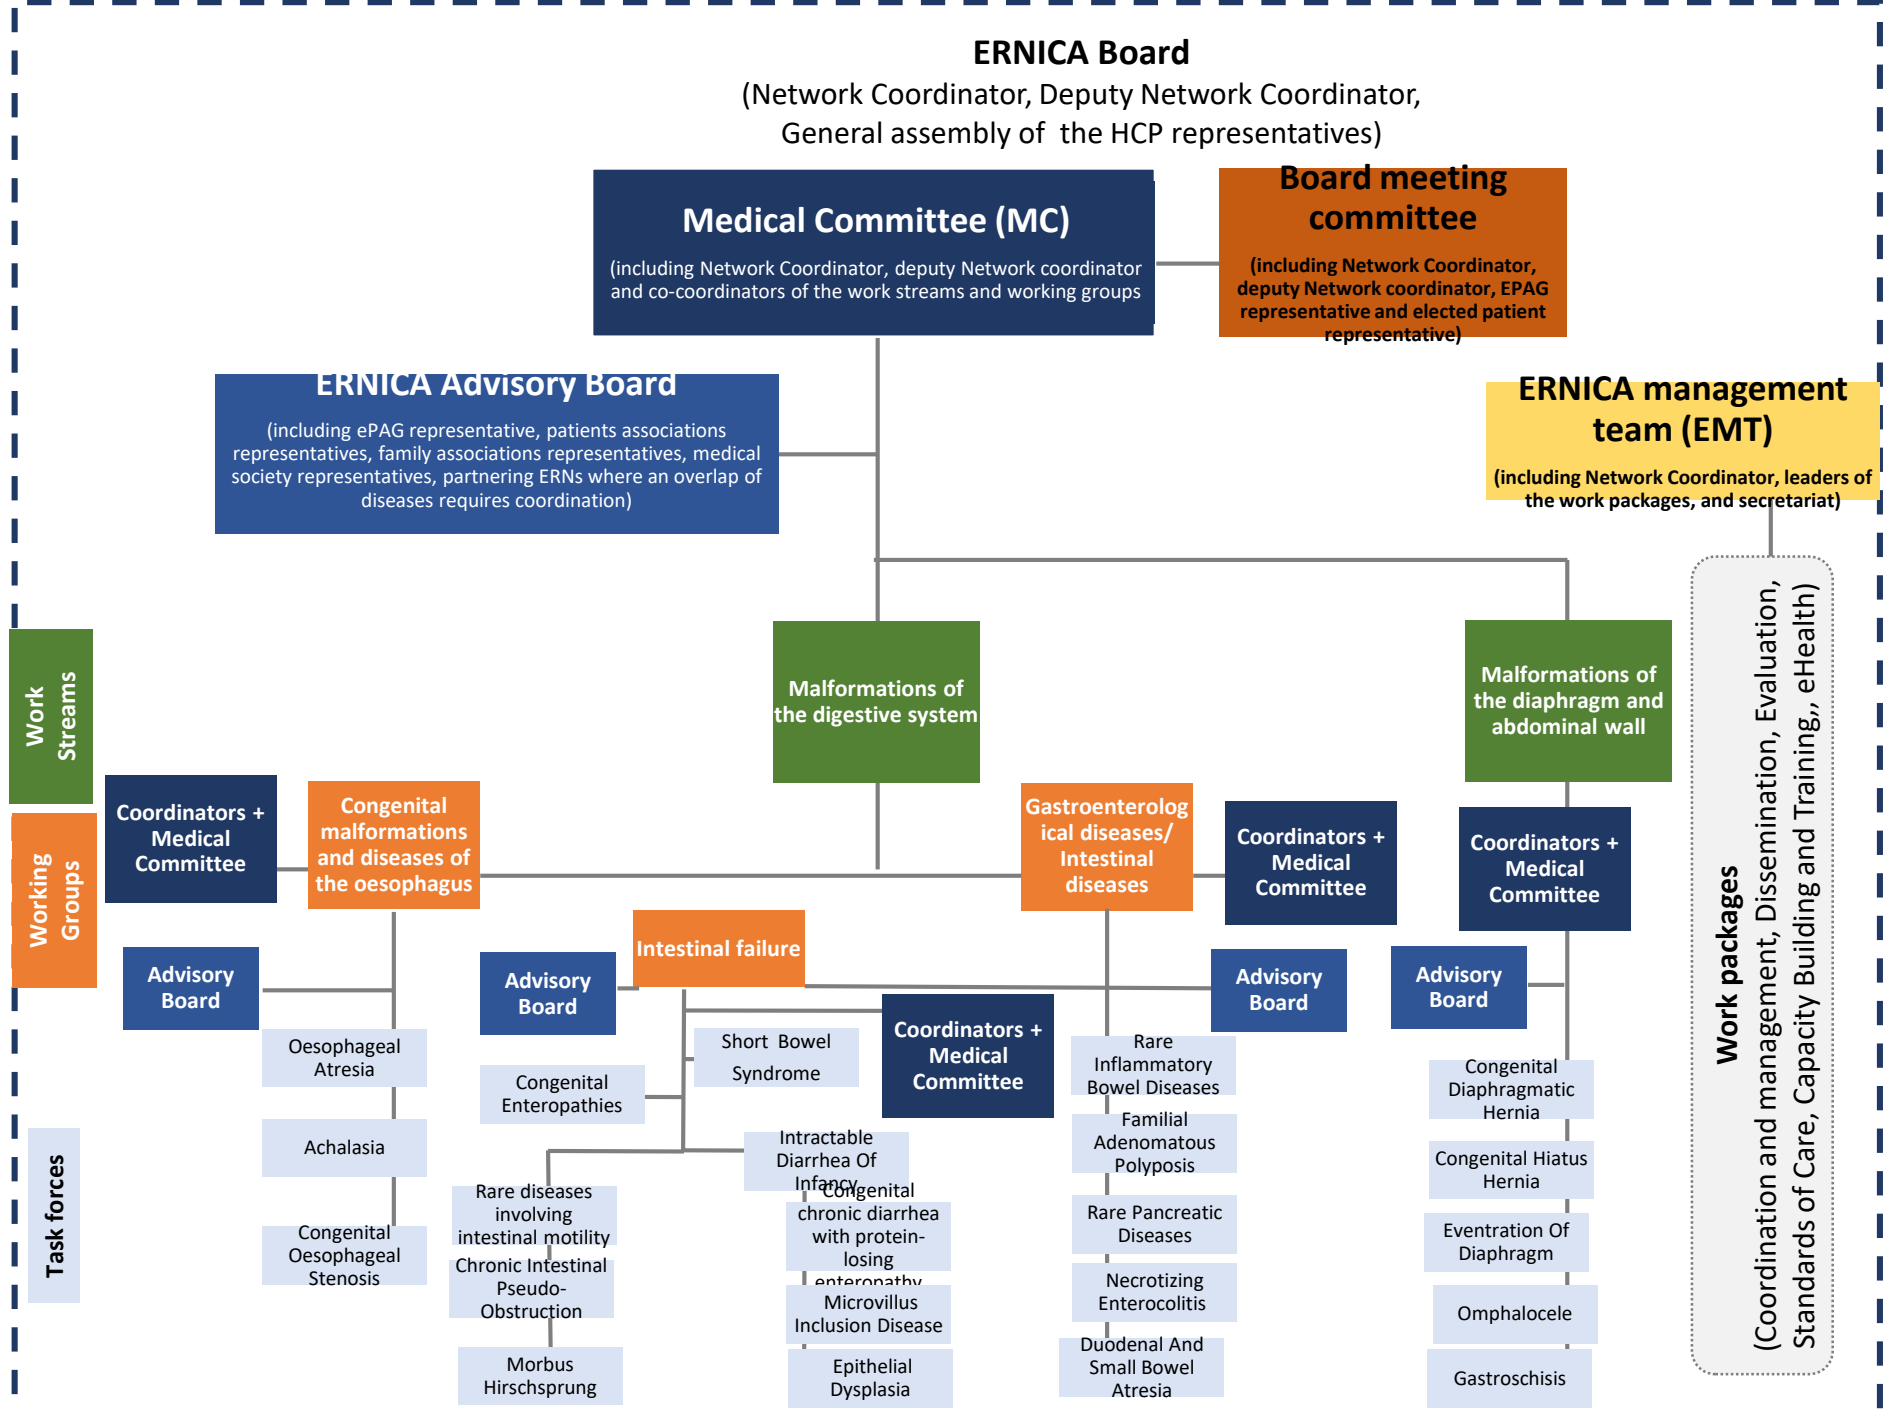 ERNICA Board
(Network Coordinator, Deputy Network Coordinator,
General assembly of the HCP representatives)
Medical Committee (MC)
(including Network Coordinator, deputy Network coordinator
and co-coordinators of the work streams and working groups
Board meeting
committee
(including Network Coordinator,
deputy Network coordinator, EPAG
representative and elected patient
representative)
ERNICA Advisory Board
(including ePAG representative, patients associations
representatives, family associations representatives, medical
society representatives, partnering ERNs where an overlap of
diseases requires coordination)
ERNICA management
team (EMT)
(including Network Coordinator, leaders of
the work packages, and secretariat)
Work packages
(Coordination and management, Dissemination, Evaluation,
Standards of Care, Capacity Building and Training,, eHealth)
Work
Streams
Malformations of
the digestive system
Malformations of
the diaphragm and
abdominal wall
Working
Groups
Coordinators +
Medical
Committee
Congenital
malformations
and diseases of
the oesophagus
Gastroenterolog
ical diseases/
Intestinal
diseases
Coordinators +
Medical
Committee
Coordinators +
Medical
Committee
Intestinal failure
Advisory
Board
Advisory
Board
Advisory
Board
Advisory
Board
Coordinators +
Medical
Committee
Task forces
Oesophageal
Atresia
Achalasia
Congenital
Oesophageal
Stenosis
Short Bowel
Syndrome
Congenital
Enteropathies
Rare diseases
involving
intestinal motility
Chronic Intestinal
Pseudo-
Obstruction
Morbus
Hirschsprung
Intractable
Diarrhea Of
Infancy
Congenital
chronic diarrhea
with protein-
losing
enteropathy
Microvillus
Inclusion Disease
Epithelial
Dysplasia
Rare
Inflammatory
Bowel Diseases
Familial
Adenomatous
Polyposis
Rare Pancreatic
Diseases
Necrotizing
Enterocolitis
Duodenal And
Small Bowel
Atresia
Congenital
Diaphragmatic
Hernia
Congenital Hiatus
Hernia
Eventration Of
Diaphragm
Omphalocele
Gastroschisis